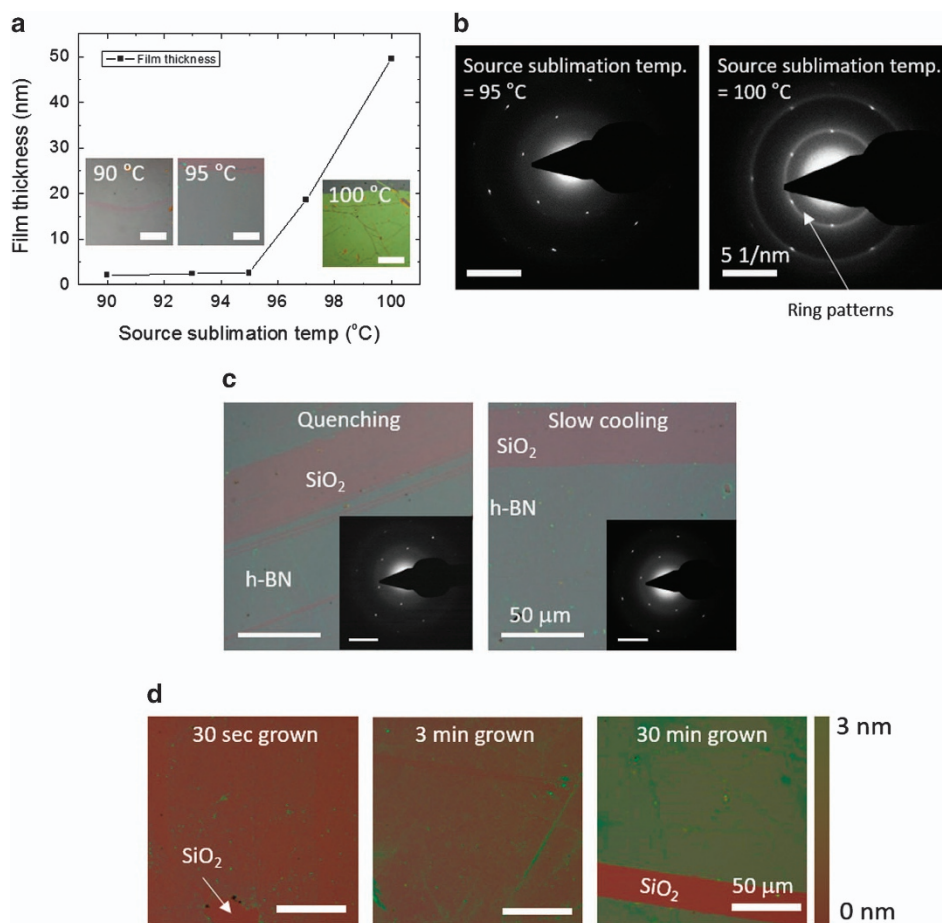 a
Film thickness
Film thickness (nm)
50
40
30
20
10
0
90 °C
95 °C
100 °C
90
92
94
96
98
100
Source sublimation temp (°C)
b
Source sublimation temp.
= 95 °C
Source sublimation temp.
= 100 °C
5 1/nm
Ring patterns
c
Quenching
SiO2
h-BN
Slow cooling
SiO2
h-BN
50 μm
d
30 sec grown
SiO2
3 min grown
30 min grown
SiO2
50 μm
3 nm
0 nm